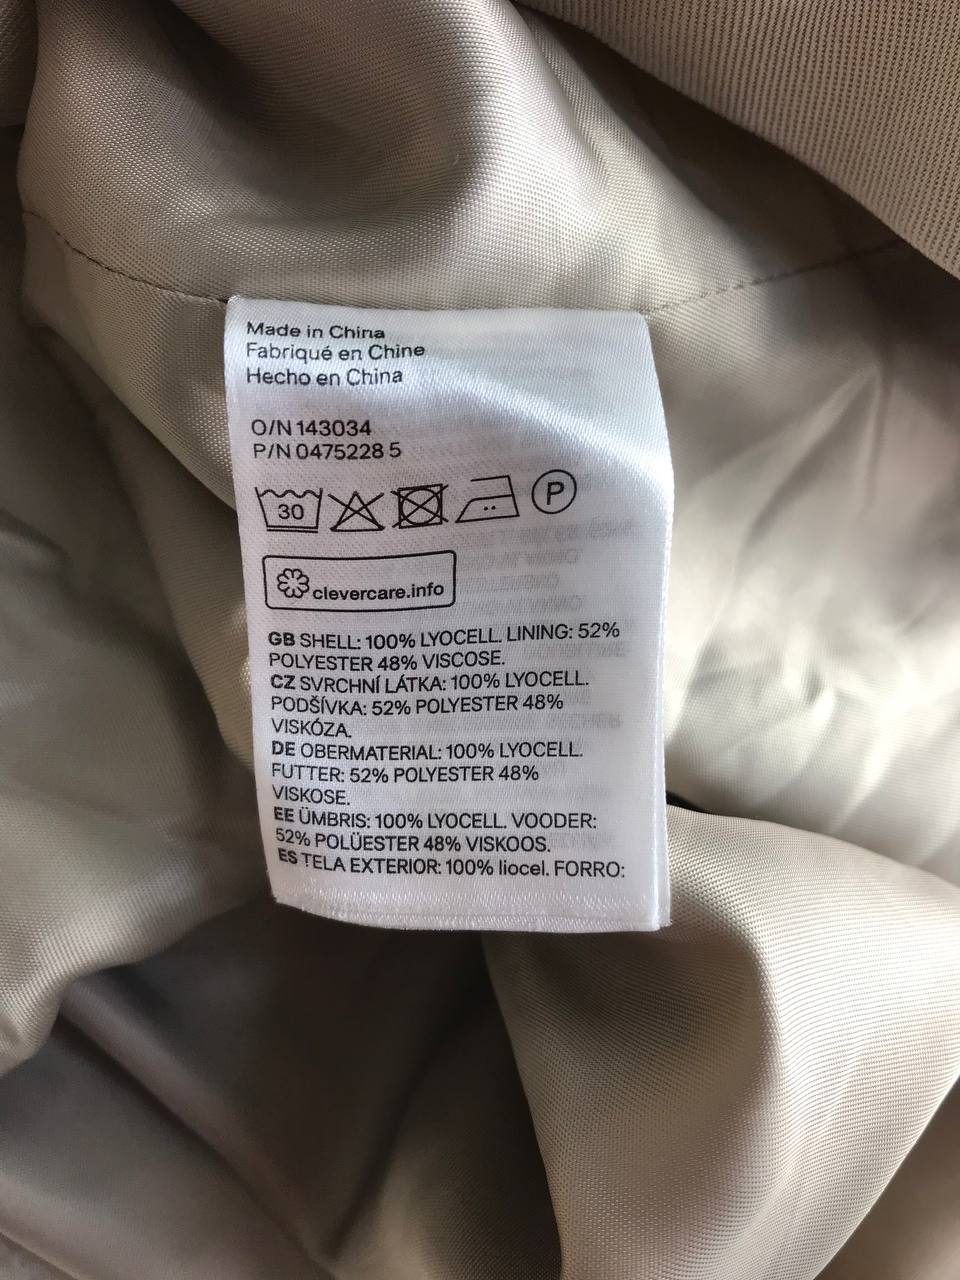 Made in China
Fabriqué en Chine
Hecho en China
O/N 143034
P/N 0475228 5
30
P
clevercare.info
GB SHELL: 100% LYOCELL. LINING: 52%
POLYESTER 48% VISCOSE.
CZ SVRCHNÍ LÁTKA: 100% LYOCELL.
PODŠÍVKA: 52% POLYESTER 48%
VISKÓZA.
DE OBERMATERIAL: 100% LYOCELL.
FUTTER: 52% POLYESTER 48%
VISKOSE.
EE ÜMBRIS: 100% LYOCELL. VOODER:
52% POLÜESTER 48% VISKOOS.
ES TELA EXTERIOR: 100% liocel. FORRO: